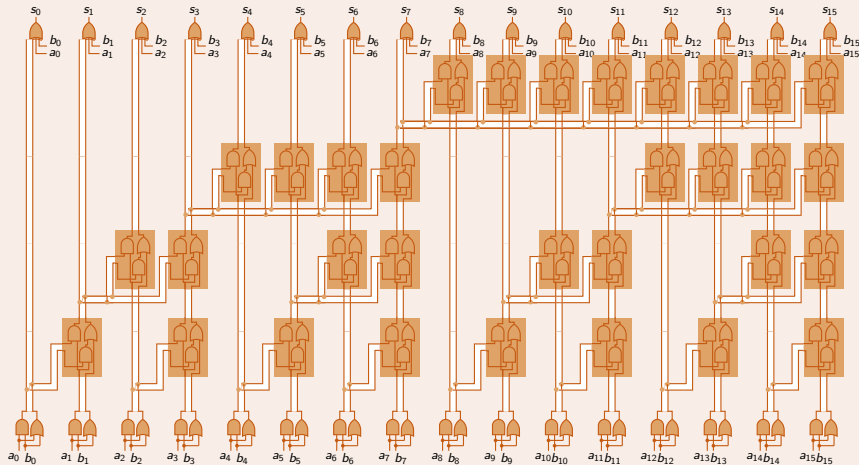 s0 s1 s2 s3 s4 s5 s6 s7 s8 s9 s10 s11 s12 s13 s14 s15
b0 b1 b2 b3 b4 b5 b6 b7 b8 b9 b10 b11 b12 b13 b14 b15
a0 a1 a2 a3 a4 a5 a6 a7 a8 a9 a10 a11 a12 a13 a14 a15
a0 b0 a1 b1 a2 b2 a3 b3 a4 b4 a5 b5 a6 b6 a7 b7 a8 b8 a9 b9 a10 b10 a11 b11 a12 b12 a13 b13 a14 b14 a15 b15